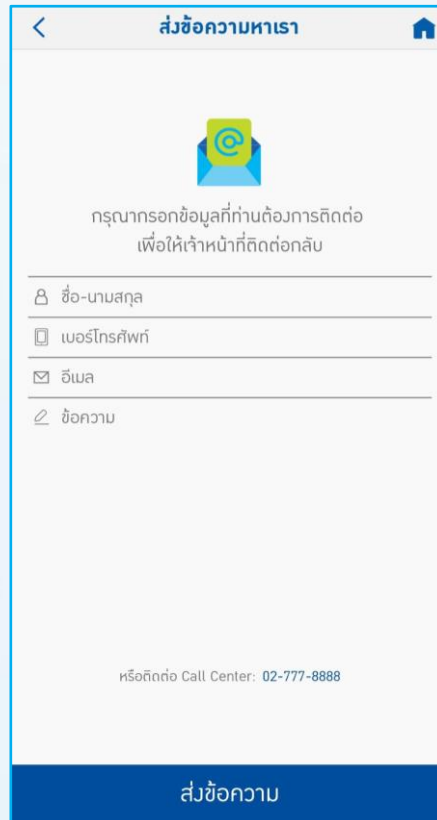 ส่งข้อความหาเรา
@
กรุณากรอกข้อมูลที่ท่านต้องการติดต่อ
เพื่อให้เจ้าหน้าที่ติดต่อกลับ
ชื่อ-นามสกุล
เบอร์โทรศัพท์
อีเมล
ข้อความ
หรือติดต่อ Call Center: 02-777-8888
ส่งข้อความ